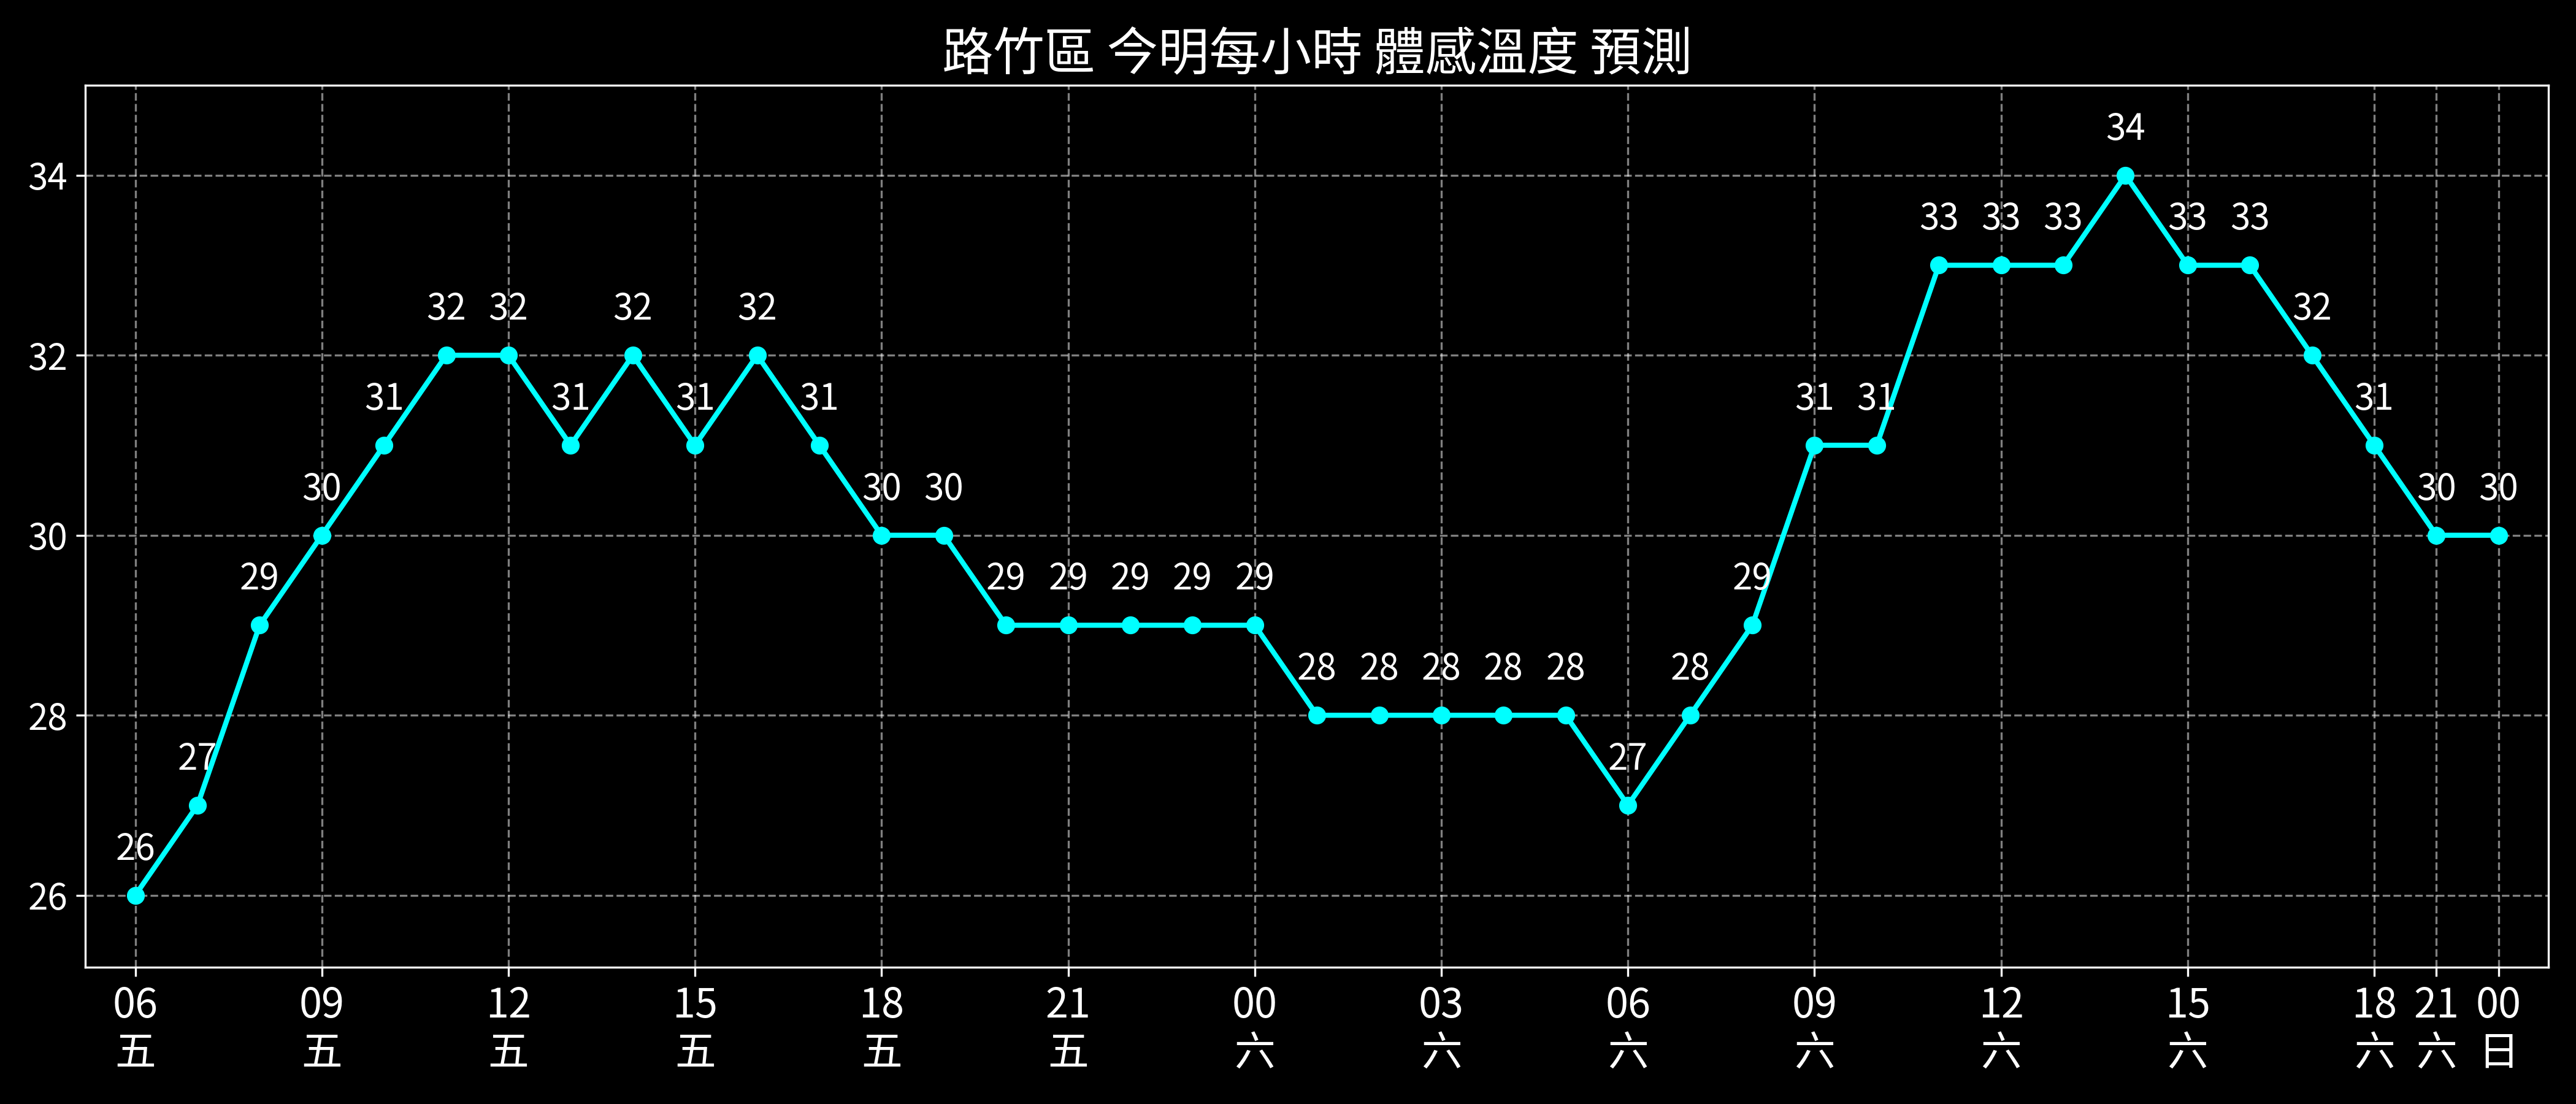 路竹區 今明每小時 體感溫度 預測
34
34
33 33 33 33 33
32 32 32 32 32
32
31 31 31 31 31 31 31
30 30 30 30 30
30
29 29 29 29 29 29 29
28 28 28 28 28 28
28
27 27
26
26
06 09 12 15 18 21 00 03 06 09 12 15 18 21 00
五 五 五 五 五 五 六 六 六 六 六 六 六 六 日